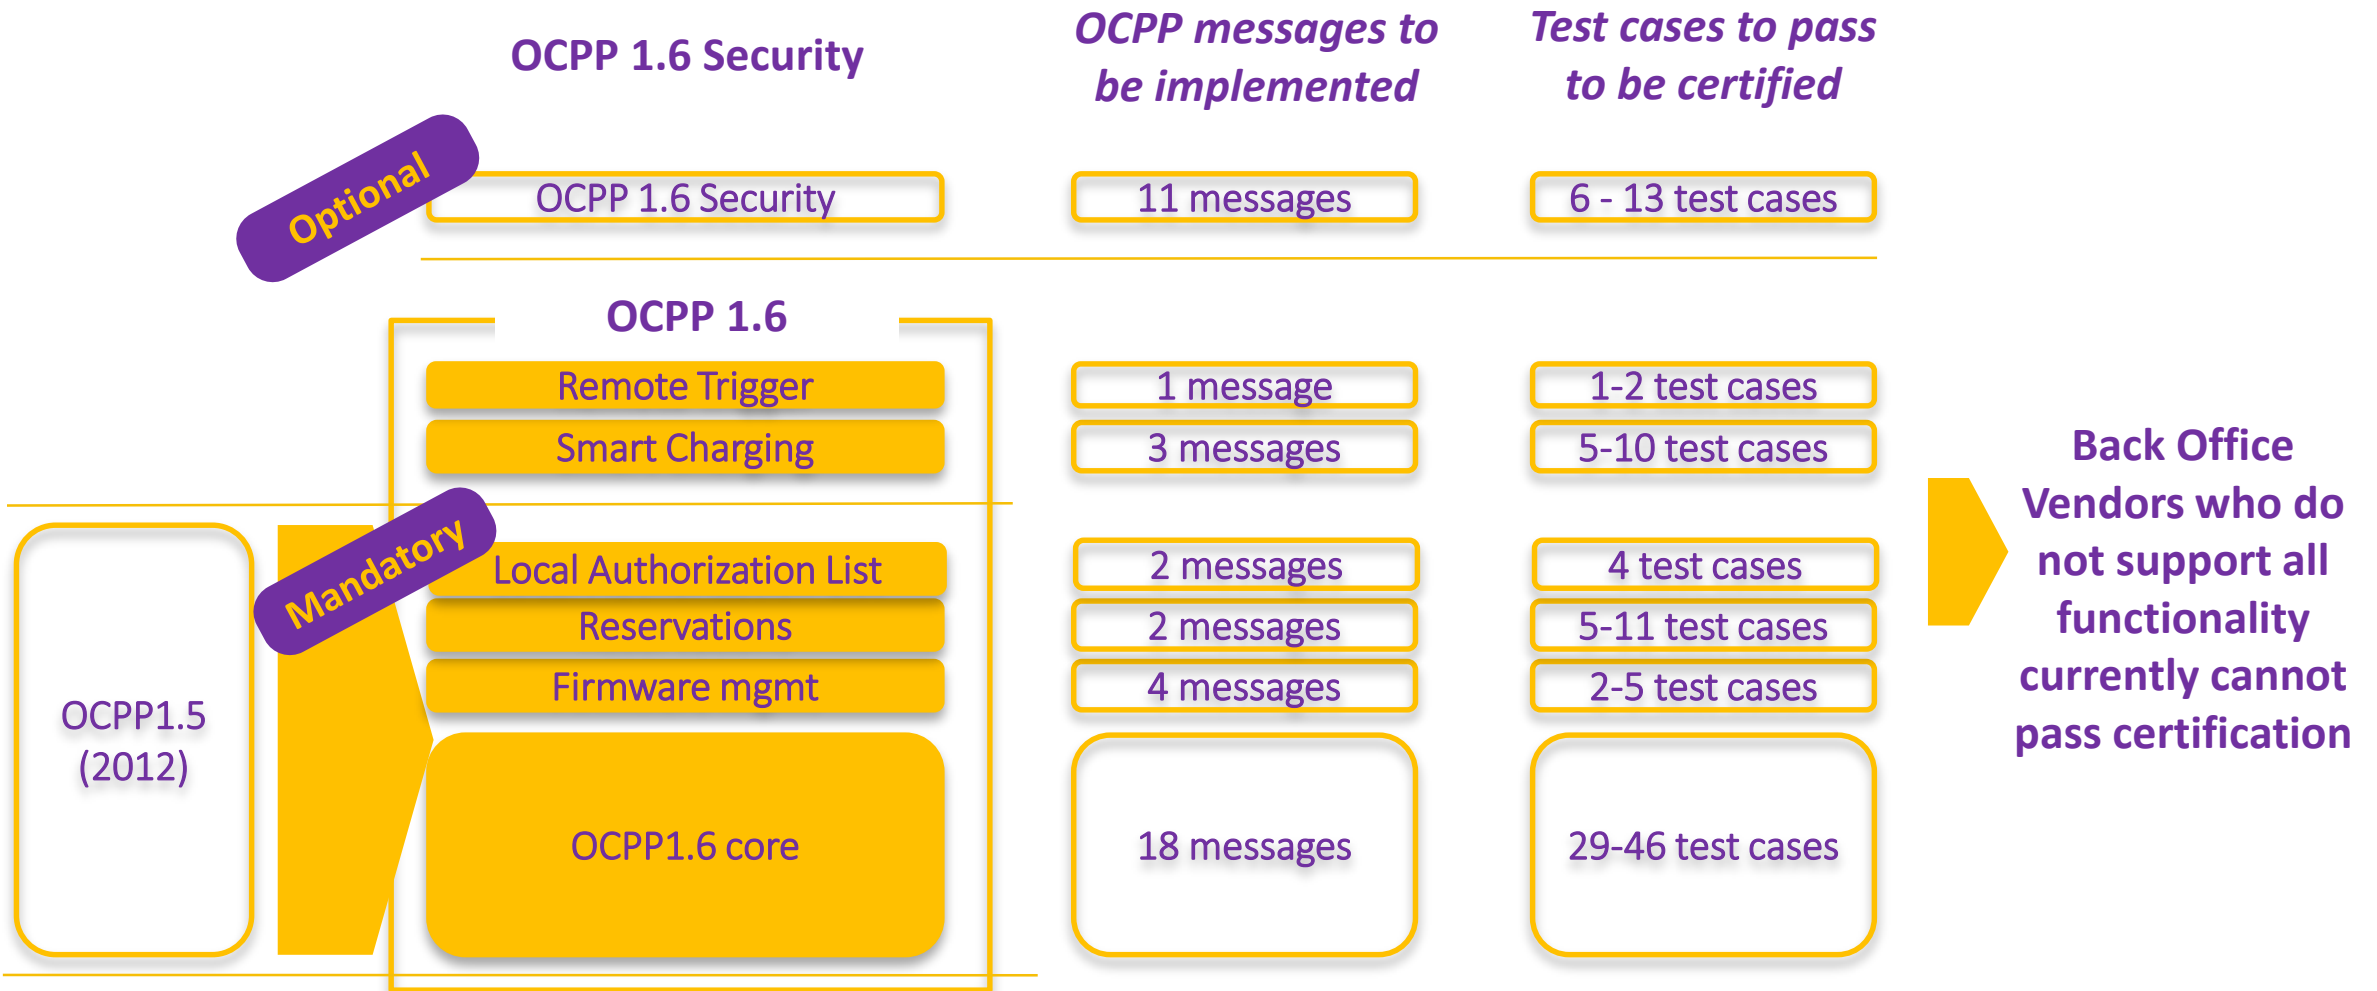 OCPP 1.6 Security
OCPP messages to
be implemented
Test cases to pass
to be certified
Optional
OCPP 1.6 Security
11 messages
6 - 13 test cases
OCPP 1.6
Remote Trigger
1 message
1-2 test cases
Smart Charging
3 messages
5-10 test cases
Mandatory
Local Authorization List
2 messages
4 test cases
Reservations
2 messages
5-11 test cases
Firmware mgmt
4 messages
2-5 test cases
OCPP1.5
(2012)
OCPP1.6 core
18 messages
29-46 test cases
Back Office
Vendors who do
not support all
functionality
currently cannot
pass certification